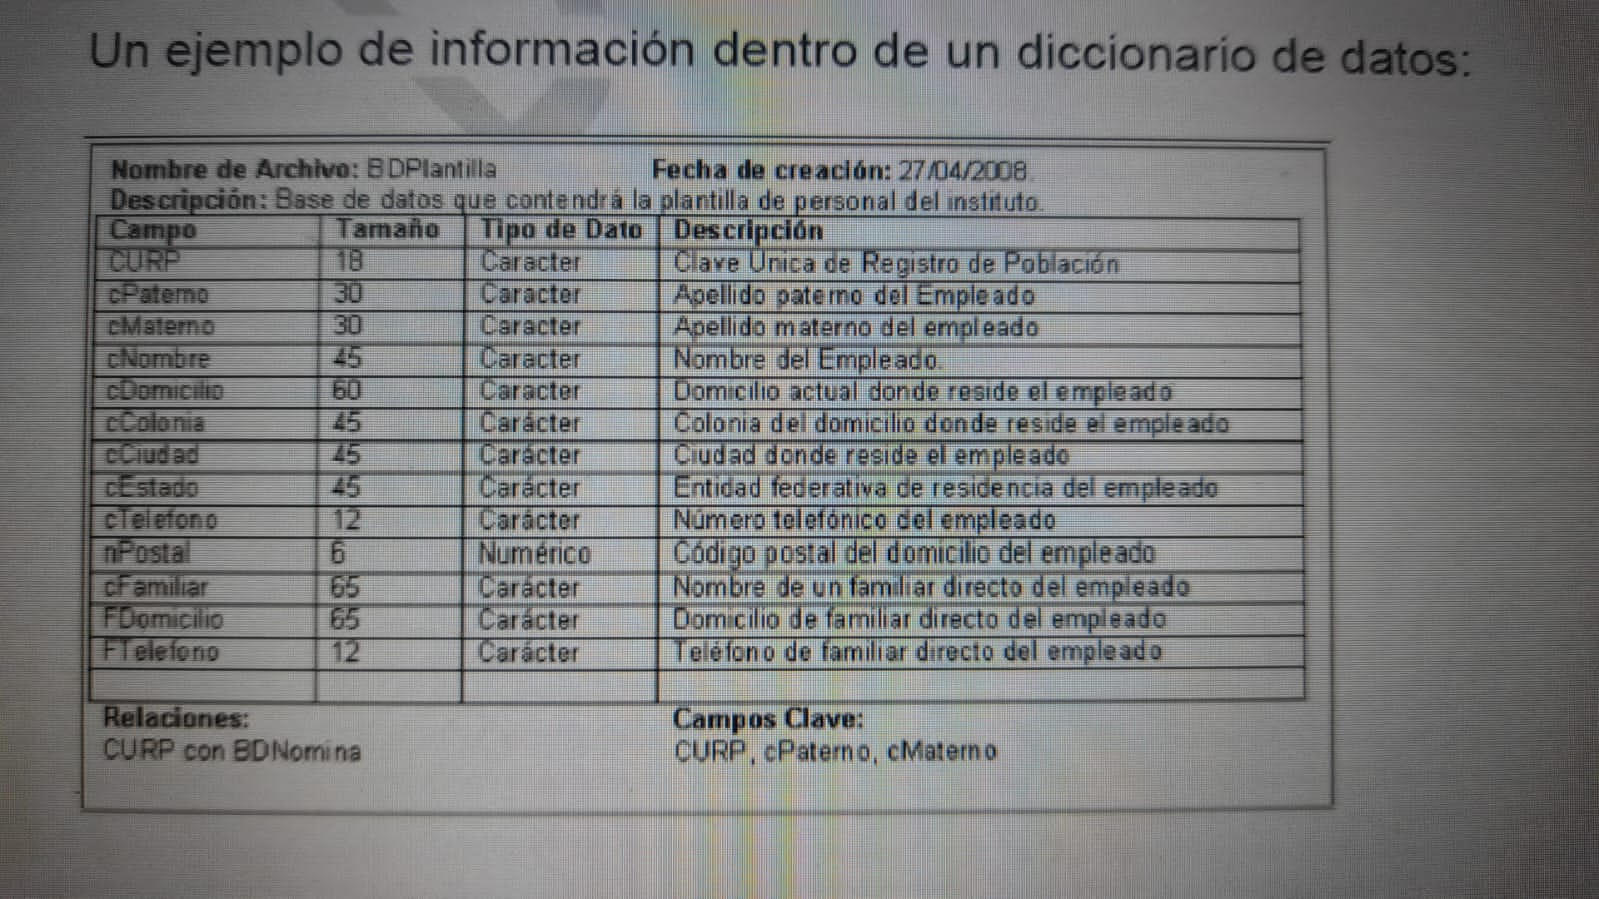 Un ejemplo de información dentro de un diccionario de datos:
Nombre de Archivo: BDPlantilla Fecha de creación: 27/04/2008.
Descripción: Base de datos que contendrá la plantilla de personal del instituto.
Campo Tamaño Tipo de Dato Descripción
CURP 18 Caracter Clave Única de Registro de Población
cPaterno 30 Caracter Apellido paterno del Empleado
cMaterno 30 Caracter Apellido materno del empleado
cNombre 45 Caracter Nombre del Empleado.
cDomicilio 60 Caracter Domicilio actual donde reside el empleado
cColonia 45 Carácter Colonia del domicilio donde reside el empleado
cCiudad 45 Carácter Ciudad donde reside el empleado
cEstado 45 Carácter Entidad federativa de residencia del empleado
cTelefono 12 Carácter Número telefónico del empleado
nPostal 6 Numérico Código postal del domicilio del empleado
cFamiliar 65 Carácter Nombre de un familiar directo del empleado
FDomicilio 65 Carácter Domicilio de familiar directo del empleado
FTelefono 12 Carácter Teléfono de familiar directo del empleado
Relaciones: Campos Clave:
CURP con BDNomina CURP, cPaterno, cMaterno